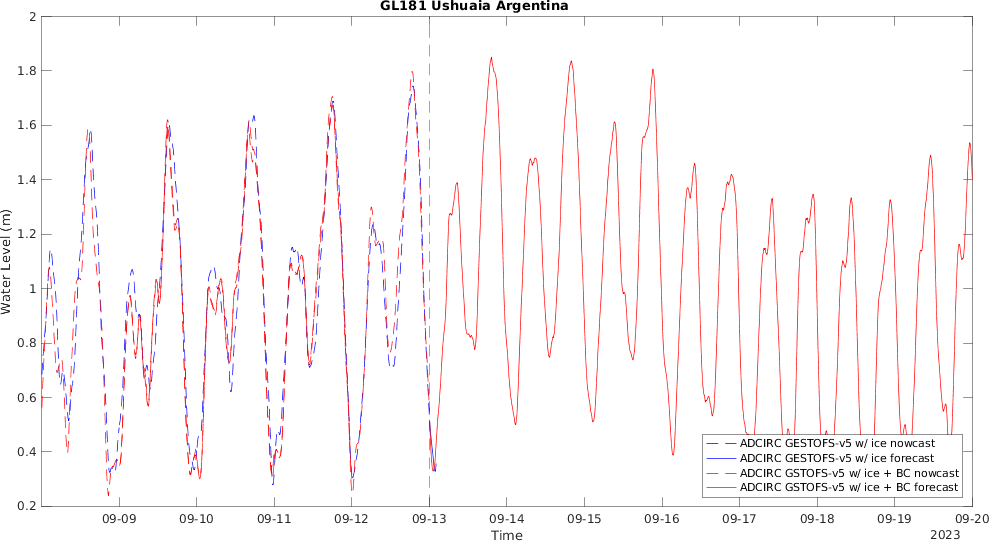 GL181 Ushuaia Argentina
2
1.8
1.6
1.4
1.2
1
0.8
0.6
0.4
0.2
Water Level (m)
ADCIRC GESTOFS-v5 w/ ice nowcast
ADCIRC GESTOFS-v5 w/ ice forecast
ADCIRC GSTOFS-v5 w/ ice + BC nowcast
ADCIRC GSTOFS-v5 w/ ice + BC forecast
09-09 09-10 09-11 09-12 09-13 09-14 09-15 09-16 09-17 09-18 09-19 09-20
Time
2023